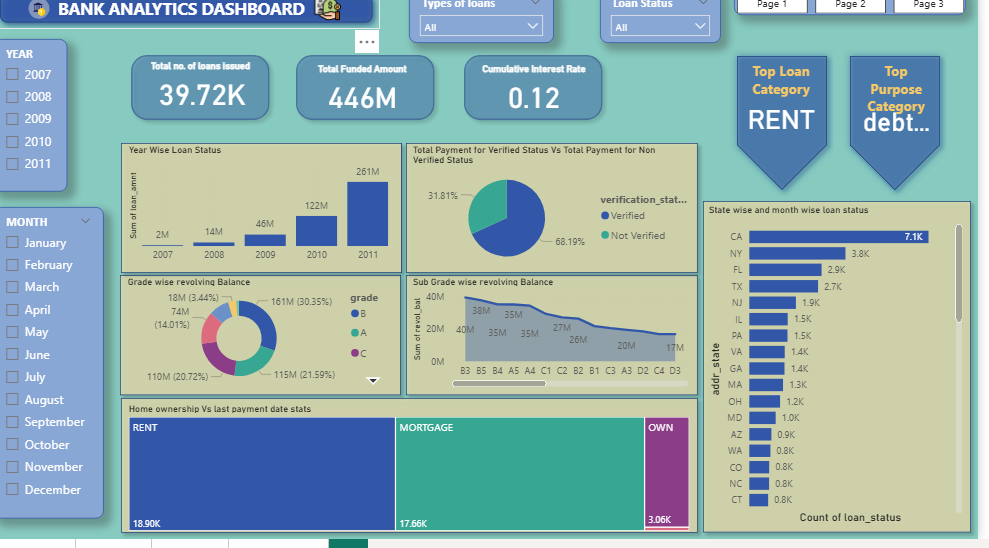 BANK ANALYTICS DASHBOARD
Types of loans
All
Loan Status
All
Page 1
Page 2
Page 3
...
YEAR
2007
2008
2009
2010
2011
MONTH
January
February
March
April
May
June
July
August
September
October
November
December
Total no. of loans issued
39.72K
Total Funded Amount
446M
Cumulative Interest Rate
0.12
Top Loan
Category
RENT
Top
Purpose
Category
debt...
Year Wise Loan Status
Sum of loan_amnt
2M
14M
46M
122M
261M
2007
2008
2009
2010
2011
Total Payment for Verified Status Vs Total Payment for Non
Verified Status
31.81%
68.19%
verification_stat...
Verified
Not Verified
Grade wise revolving Balance
18M (3.44%)
74M
(14.01%)
110M (20.72%)
161M (30.35%)
115M (21.59%)
grade
B
A
C
Sub Grade wise revolving Balance
Sum of revol_bal
40M
20M
0M
40M
38M
35M
35M
35M
27M
26M
20M
17M
B3 B5 B4 A5 A4 C1 C2 B2 B1 C3 A3 D2 C4 D3
Home ownership Vs last payment date stats
RENT
18.90K
MORTGAGE
17.66K
OWN
3.06K
State wise and month wise loan status
addr_state
CA 7.1K
NY 3.8K
FL 2.9K
TX 2.7K
NJ 1.9K
IL 1.5K
PA 1.5K
VA 1.4K
GA 1.4K
MA 1.3K
OH 1.2K
MD 1.0K
AZ 0.9K
WA 0.8K
CO 0.8K
NC 0.8K
CT 0.8K
Count of loan_status